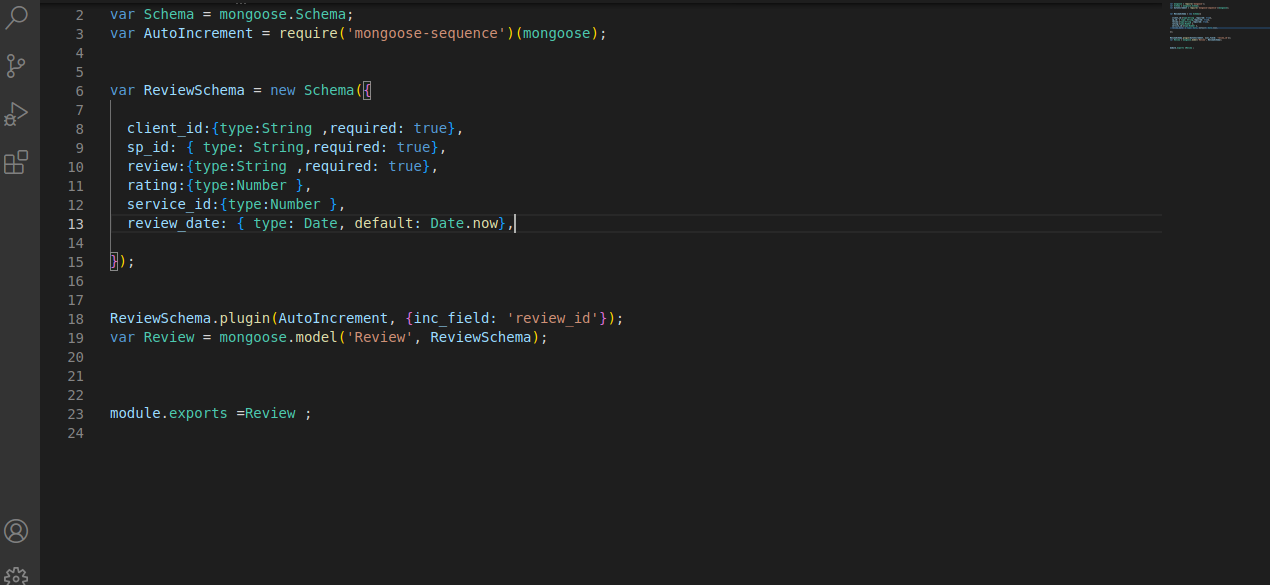 2 var Schema = mongoose.Schema;
3 var AutoIncrement = require('mongoose-sequence')(mongoose);
4
5
6 var ReviewSchema = new Schema({
7
8 client_id:{type:String ,required: true},
9 sp_id: { type: String,required: true},
10 review:{type:String ,required: true},
11 rating:{type:Number },
12 service_id:{type:Number },
13 review_date: { type: Date, default: Date.now},
14
15 });
16
17
18 ReviewSchema.plugin(AutoIncrement, {inc_field: 'review_id'});
19 var Review = mongoose.model('Review', ReviewSchema);
20
21
22
23 module.exports =Review ;
24